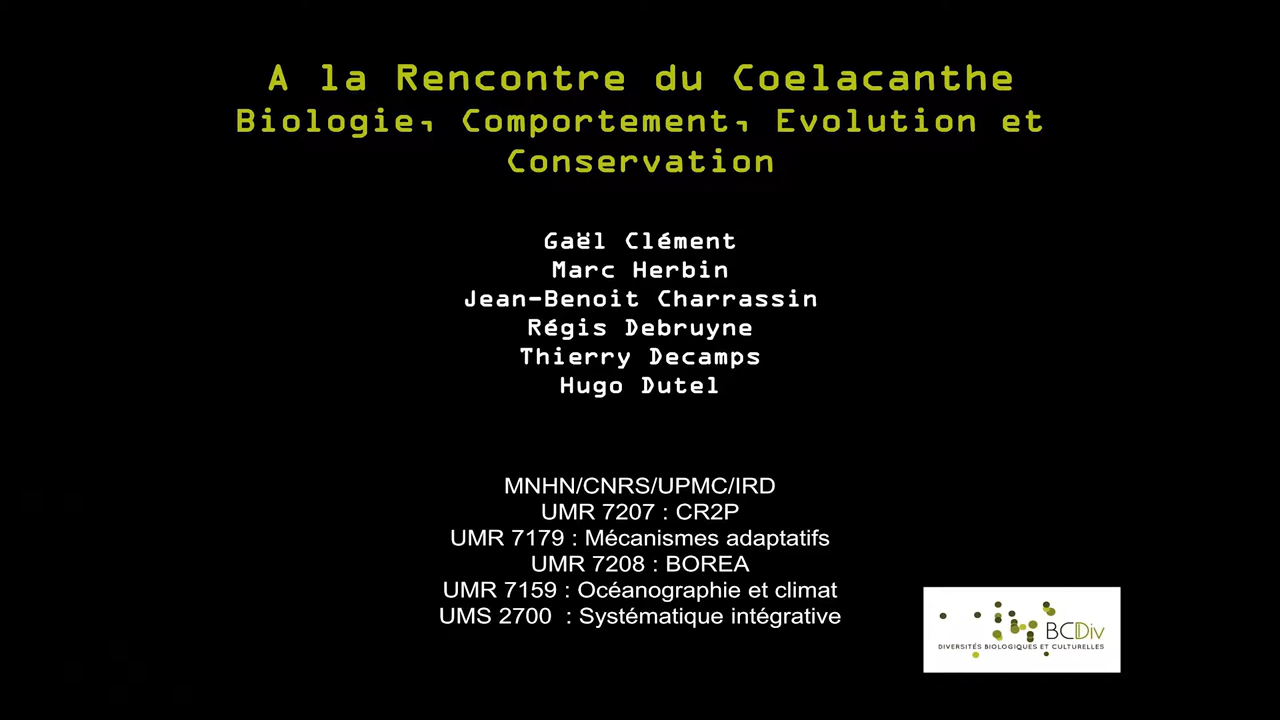 A la Rencontre du Coelacanthe
Biologie, Comportement, Evolution et
Conservation
Gaël Clément
Marc Herbin
Jean-Benoit Charrassin
Régis Debruyne
Thierry Decamps
Hugo Dutel
MNHN/CNRS/UPMC/IRD
UMR 7207 : CR2P
UMR 7179 : Mécanismes adaptatifs
UMR 7208 : BOREA
UMR 7159 : Océanographie et climat
UMS 2700 : Systématique intégrative
BCDiv
DIVERSITÉS BIOLOGIQUES ET CULTURELLES